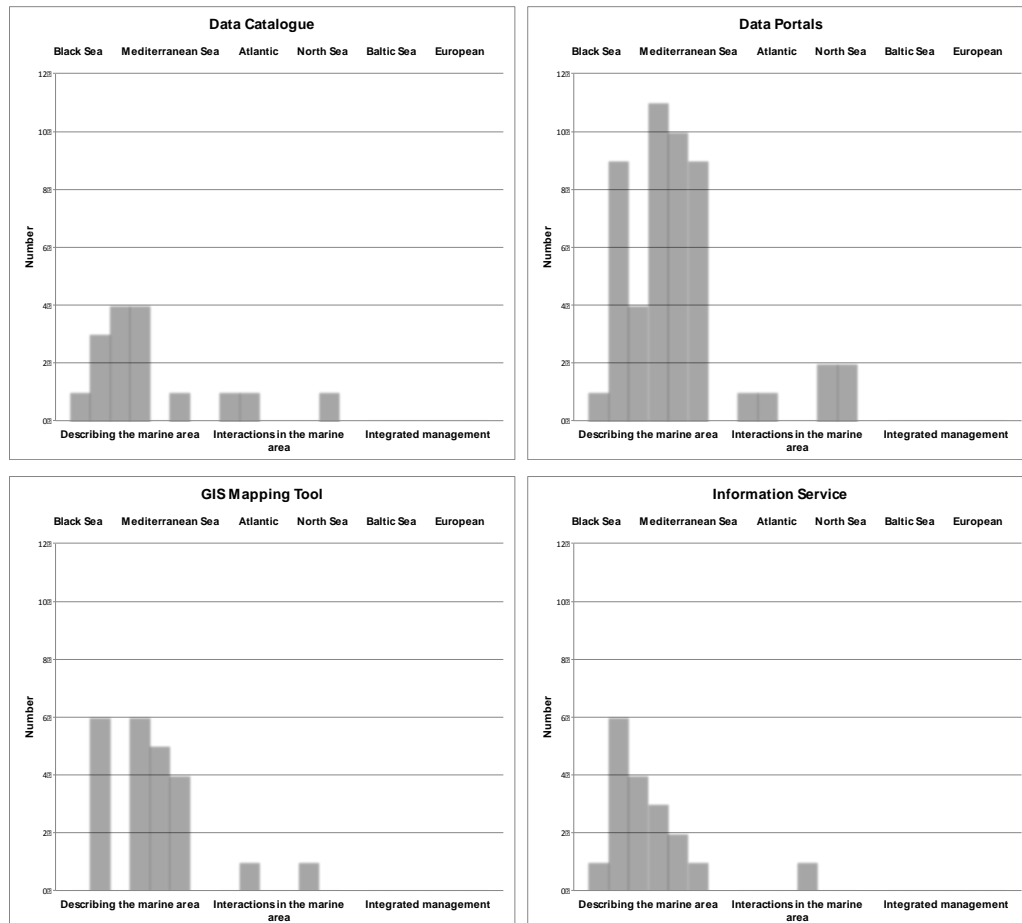 Data Catalogue
Black Sea Mediterranean Sea Atlantic North Sea Baltic Sea European
Number
Describing the marine area Interactions in the marine area Integrated management
Data Portals
Black Sea Mediterranean Sea Atlantic North Sea Baltic Sea European
Number
Describing the marine area Interactions in the marine area Integrated management
GIS Mapping Tool
Black Sea Mediterranean Sea Atlantic North Sea Baltic Sea European
Number
Describing the marine area Interactions in the marine area Integrated management
Information Service
Black Sea Mediterranean Sea Atlantic North Sea Baltic Sea European
Number
Describing the marine area Interactions in the marine area Integrated management